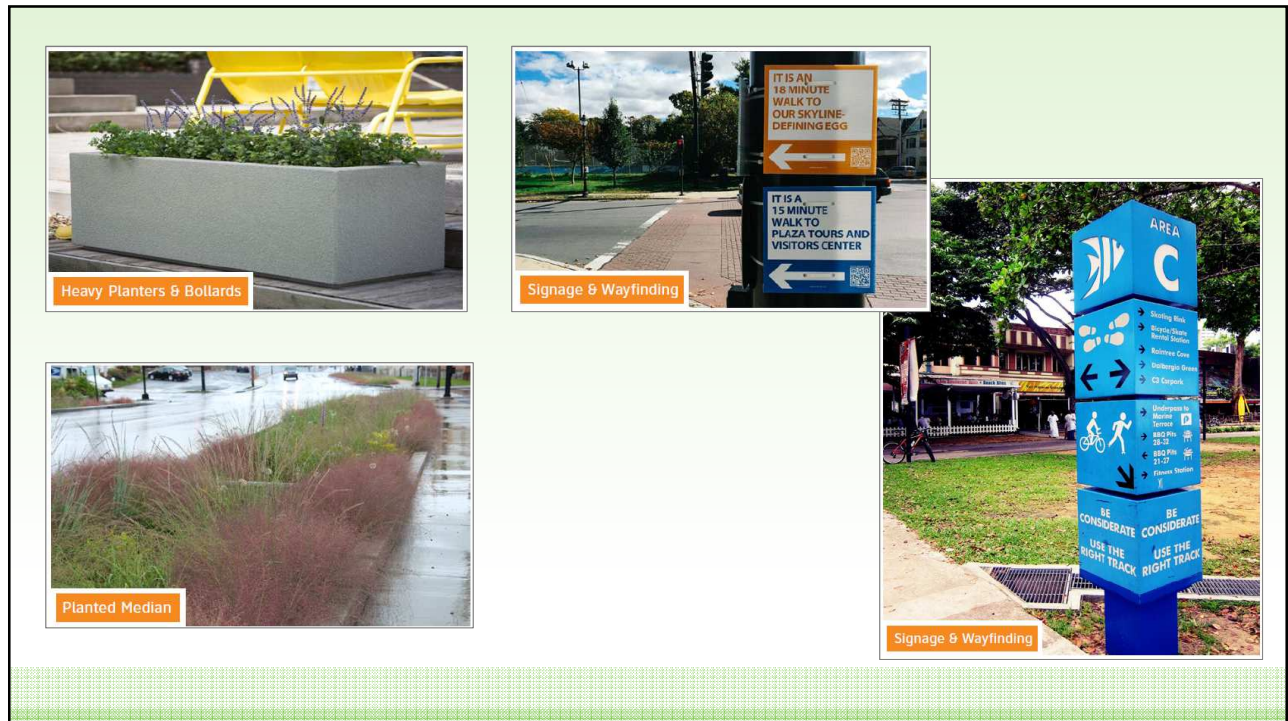 Heavy Planters & Bollards
IT IS AN
18 MINUTE
WALK TO
OUR SKYLINE-
DEFINING EGG
IT IS A
15 MINUTE
WALK TO
PLAZA TOURS AND
VISITORS CENTER
Signage & Wayfinding
Planted Median
AREA
C
Skating Rink
Bicycle/Skate
Rental Station
Raintree Cove
Dalbergia Green
C3 Carpark
Underpass to
Marine
Terrace
P
BBQ Pits
28-32
BBQ Pits
21-27
Fitness Station
BE
CONSIDERATE
USE THE
RIGHT TRACK
BE
CONSIDERATE
USE THE
RIGHT TRACK
Signage & Wayfinding